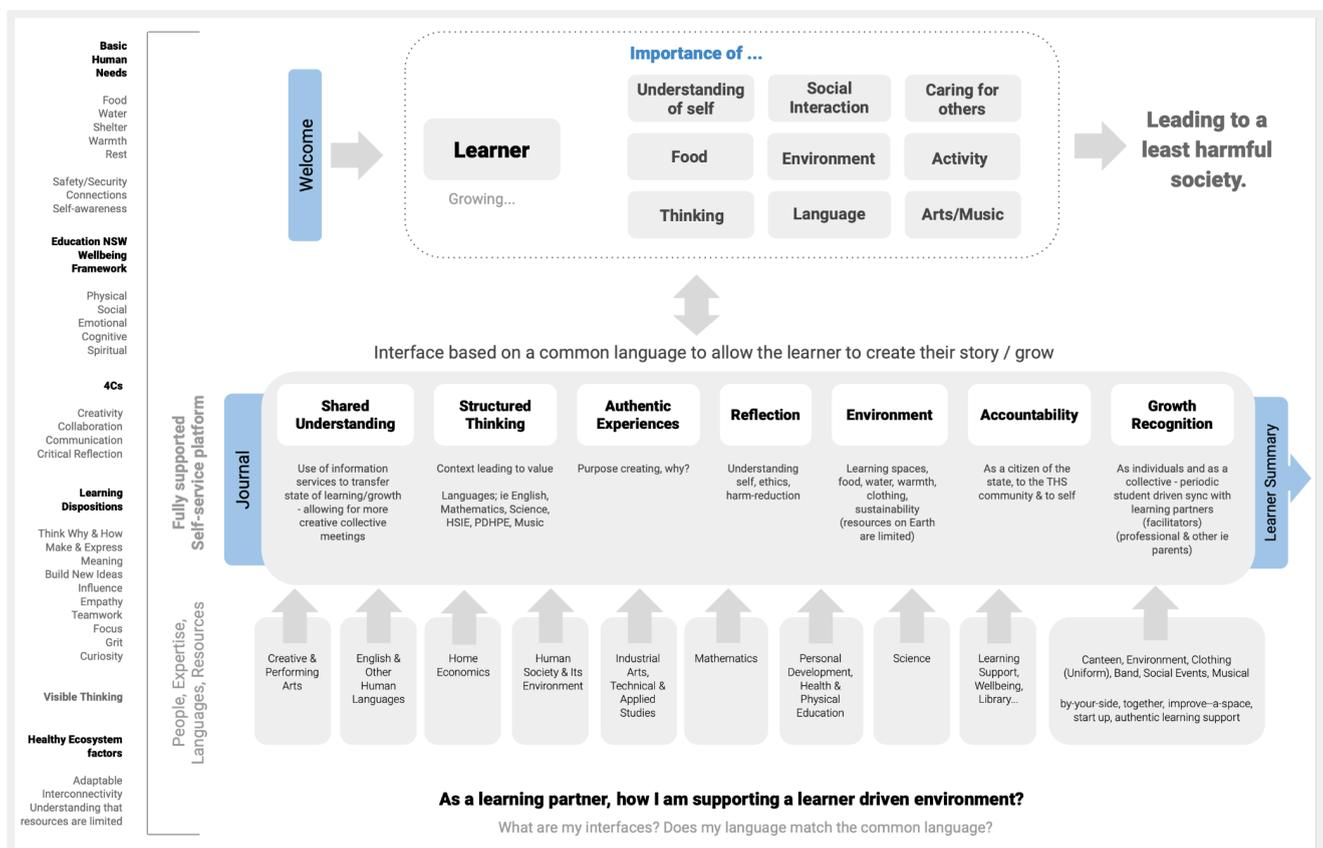 Basic
Human
Needs
Food
Water
Shelter
Warmth
Rest
Safety/Security
Connections
Self-awareness
Education NSW
Wellbeing
Framework
Physical
Social
Emotional
Cognitive
Spiritual
4Cs
Creativity
Collaboration
Communication
Critical Reflection
Learning
Dispositions
Think Why & How
Make & Express
Meaning
Build New Ideas
Influence
Empathy
Teamwork
Focus
Grit
Curiosity
Visible Thinking
Healthy Ecosystem
factors
Adaptable
Interconnectivity
Understanding that
resources are limited
Welcome
Learner
Growing...
Importance of ...
Understanding
of self
Social
Interaction
Caring for
others
Food
Environment
Activity
Thinking
Language
Arts/Music
Leading to a
least harmful
society.
Interface based on a common language to allow the learner to create their story / grow
Fully supported
Self-service platform
Journal
Shared
Understanding
Use of information
services to transfer
state of learning/growth
- allowing for more
creative collective
meetings
Structured
Thinking
Context leading to value
Languages; ie English,
Mathematics, Science,
HSIE, PDHPE, Music
Authentic
Experiences
Purpose creating, why?
Reflection
Understanding
self, ethics,
harm-reduction
Environment
Learning spaces,
food, water, warmth,
clothing,
sustainability
(resources on Earth
are limited)
Accountability
As a citizen of the
state, to the THS
community & to self
Growth
Recognition
As individuals and as a
collective - periodic
student driven sync with
learning partners
(facilitators)
(professional & other ie
parents)
Learner Summary
People, Expertise,
Languages, Resources
Creative &
Performing
Arts
English &
Other
Human
Languages
Home
Economics
Human
Society & Its
Environment
Industrial
Arts,
Technical &
Applied
Studies
Mathematics
Personal
Development,
Health &
Physical
Education
Science
Learning
Support,
Wellbeing,
Library...
Canteen, Environment, Clothing
(Uniform), Band, Social Events, Musical
by-your-side, together, improve--a-space,
start up, authentic learning support
As a learning partner, how I am supporting a learner driven environment?
What are my interfaces? Does my language match the common language?